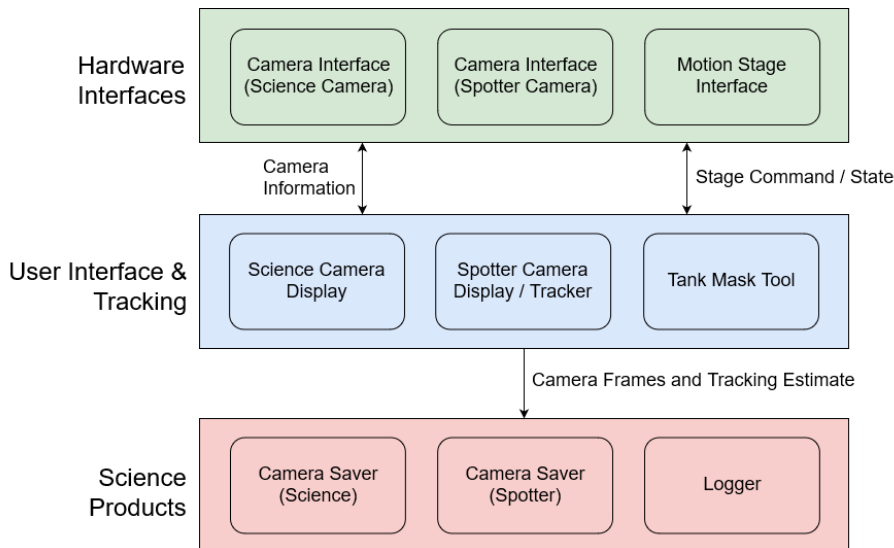 Hardware
Interfaces
Camera Interface
(Science Camera)
Camera Interface
(Spotter Camera)
Motion Stage
Interface
Camera
Information
Stage Command / State
User Interface &
Tracking
Science Camera
Display
Spotter Camera
Display / Tracker
Tank Mask Tool
Camera Frames and Tracking Estimate
Science
Products
Camera Saver
(Science)
Camera Saver
(Spotter)
Logger